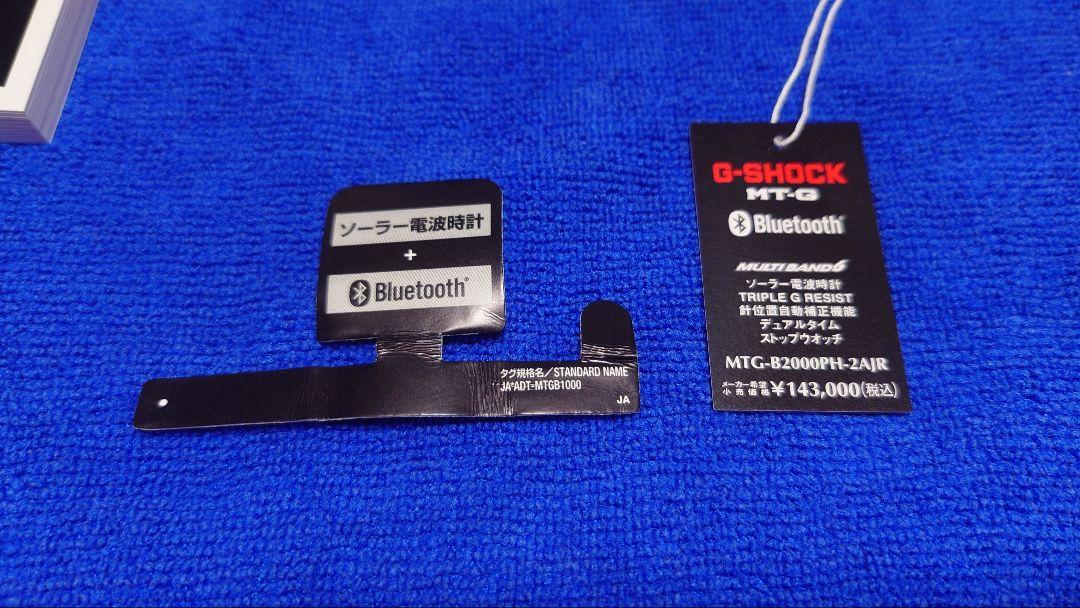 ソーラー電波時計
+
Bluetooth®
タグ規格名／STANDARD NAME
JA*ADT-MTGB1000
JA
G-SHOCK
MT-G
Bluetooth®
MULTI BAND 6
ソーラー電波時計
TRIPLE G RESIST
針位置自動補正機能
デュアルタイム
ストップウオッチ
MTG-B2000PH-2AJR
メーカー希望小売価格 ¥143,000(税込)